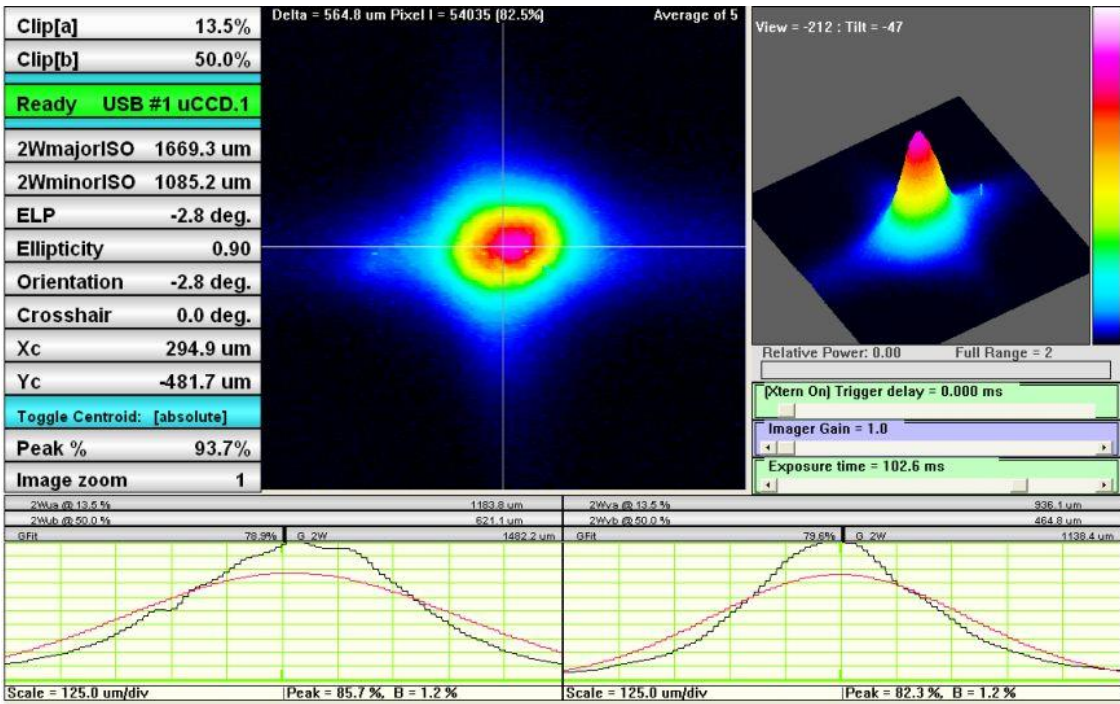 Clip[a] 13.5%
Clip[b] 50.0%
Ready USB #1 uCCD.1
2WmajorISO 1669.3 um
2WminorISO 1085.2 um
ELP -2.8 deg.
Ellipticity 0.90
Orientation -2.8 deg.
Crosshair 0.0 deg.
Xc 294.9 um
Yc -481.7 um
Toggle Centroid: [absolute]
Peak % 93.7%
Image zoom 1
Delta = 564.8 um Pixel I = 54035 (82.5%) Average of 5
View = -212 : Tilt = -47
Relative Power: 0.00 Full Range = 2
(Xtern On) Trigger delay = 0.000 ms
Imager Gain = 1.0
Exposure time = 102.6 ms
2Wua @ 13.5 % 1183.8 um
2Wub @ 50.0 % 621.1 um
GFit 78.9% G_2W 1482.2 um
Scale = 125.0 um/div Peak = 85.7 %, B = 1.2 %
2Wva @ 13.5 % 936.1 um
2Wvb @ 50.0 % 464.8 um
GFit 79.6% G_2W 1138.4 um
Scale = 125.0 um/div Peak = 82.3 %, B = 1.2 %